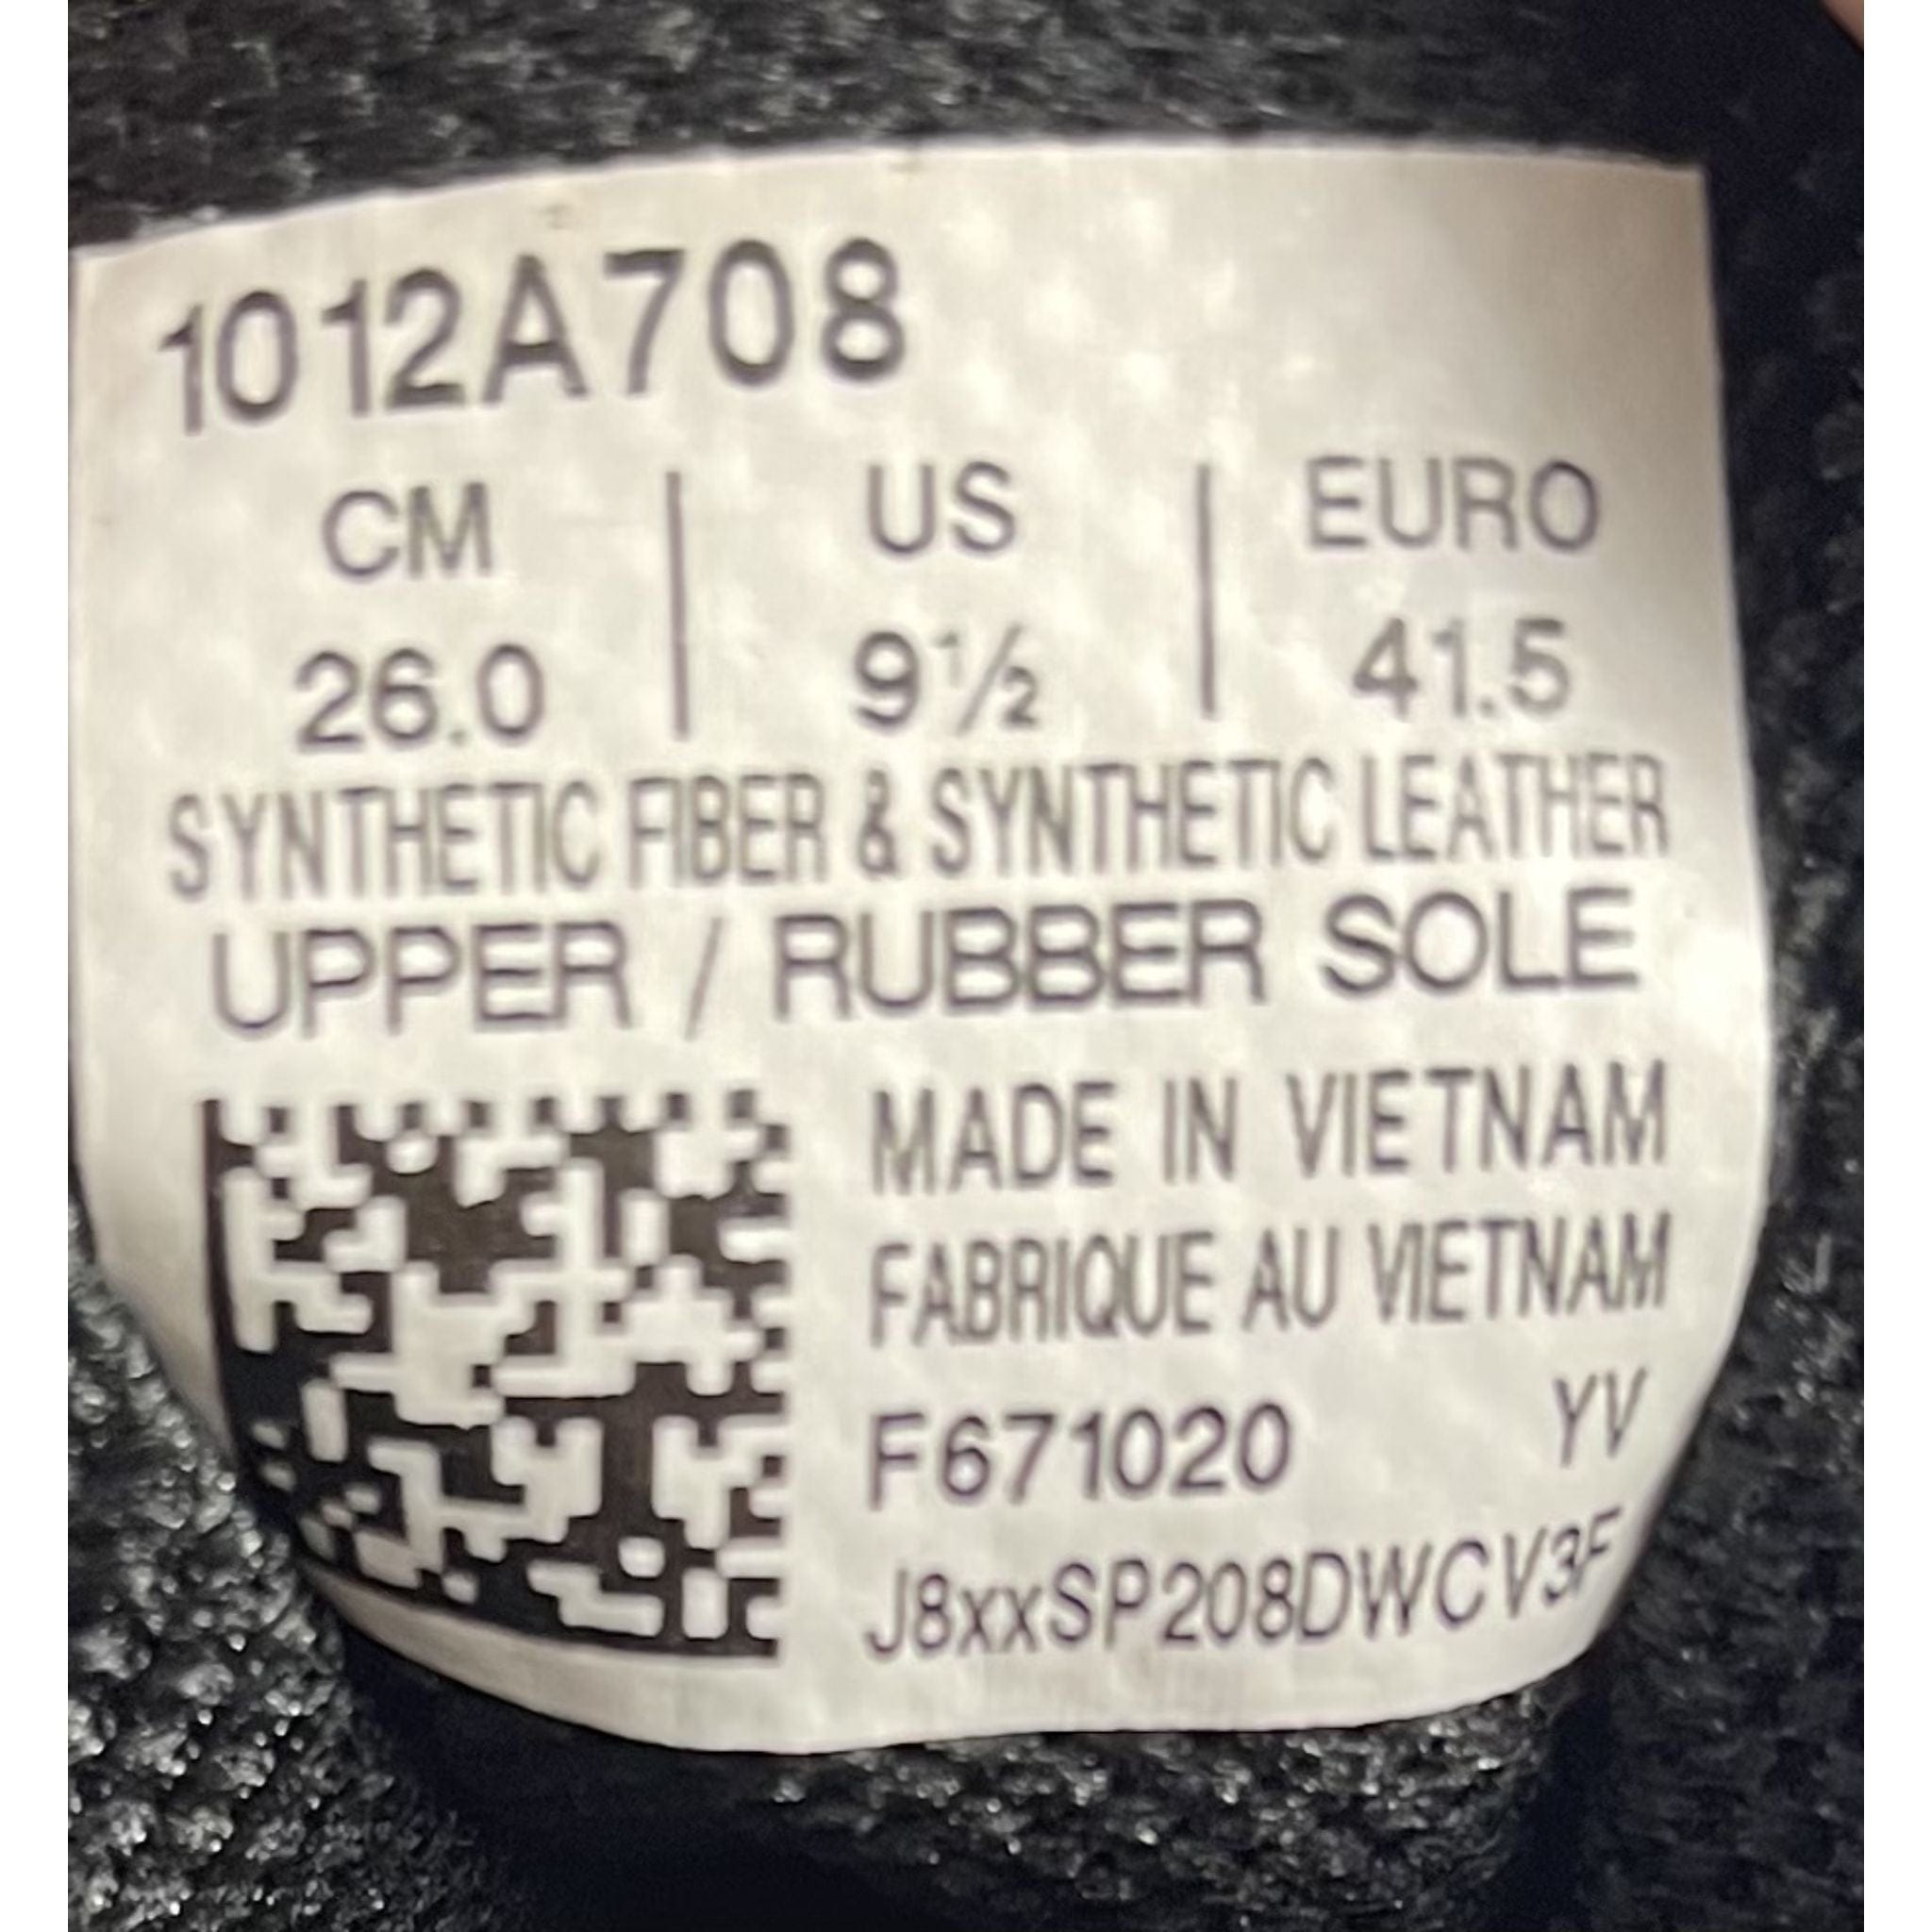 1012A708
CM | US | EURO
26.0 | 9½ | 41.5
SYNTHETIC FIBER & SYNTHETIC LEATHER
UPPER / RUBBER SOLE
MADE IN VIETNAM
FABRIQUE AU VIETNAM
F671020 YV
J8xxSP208DWCV3F